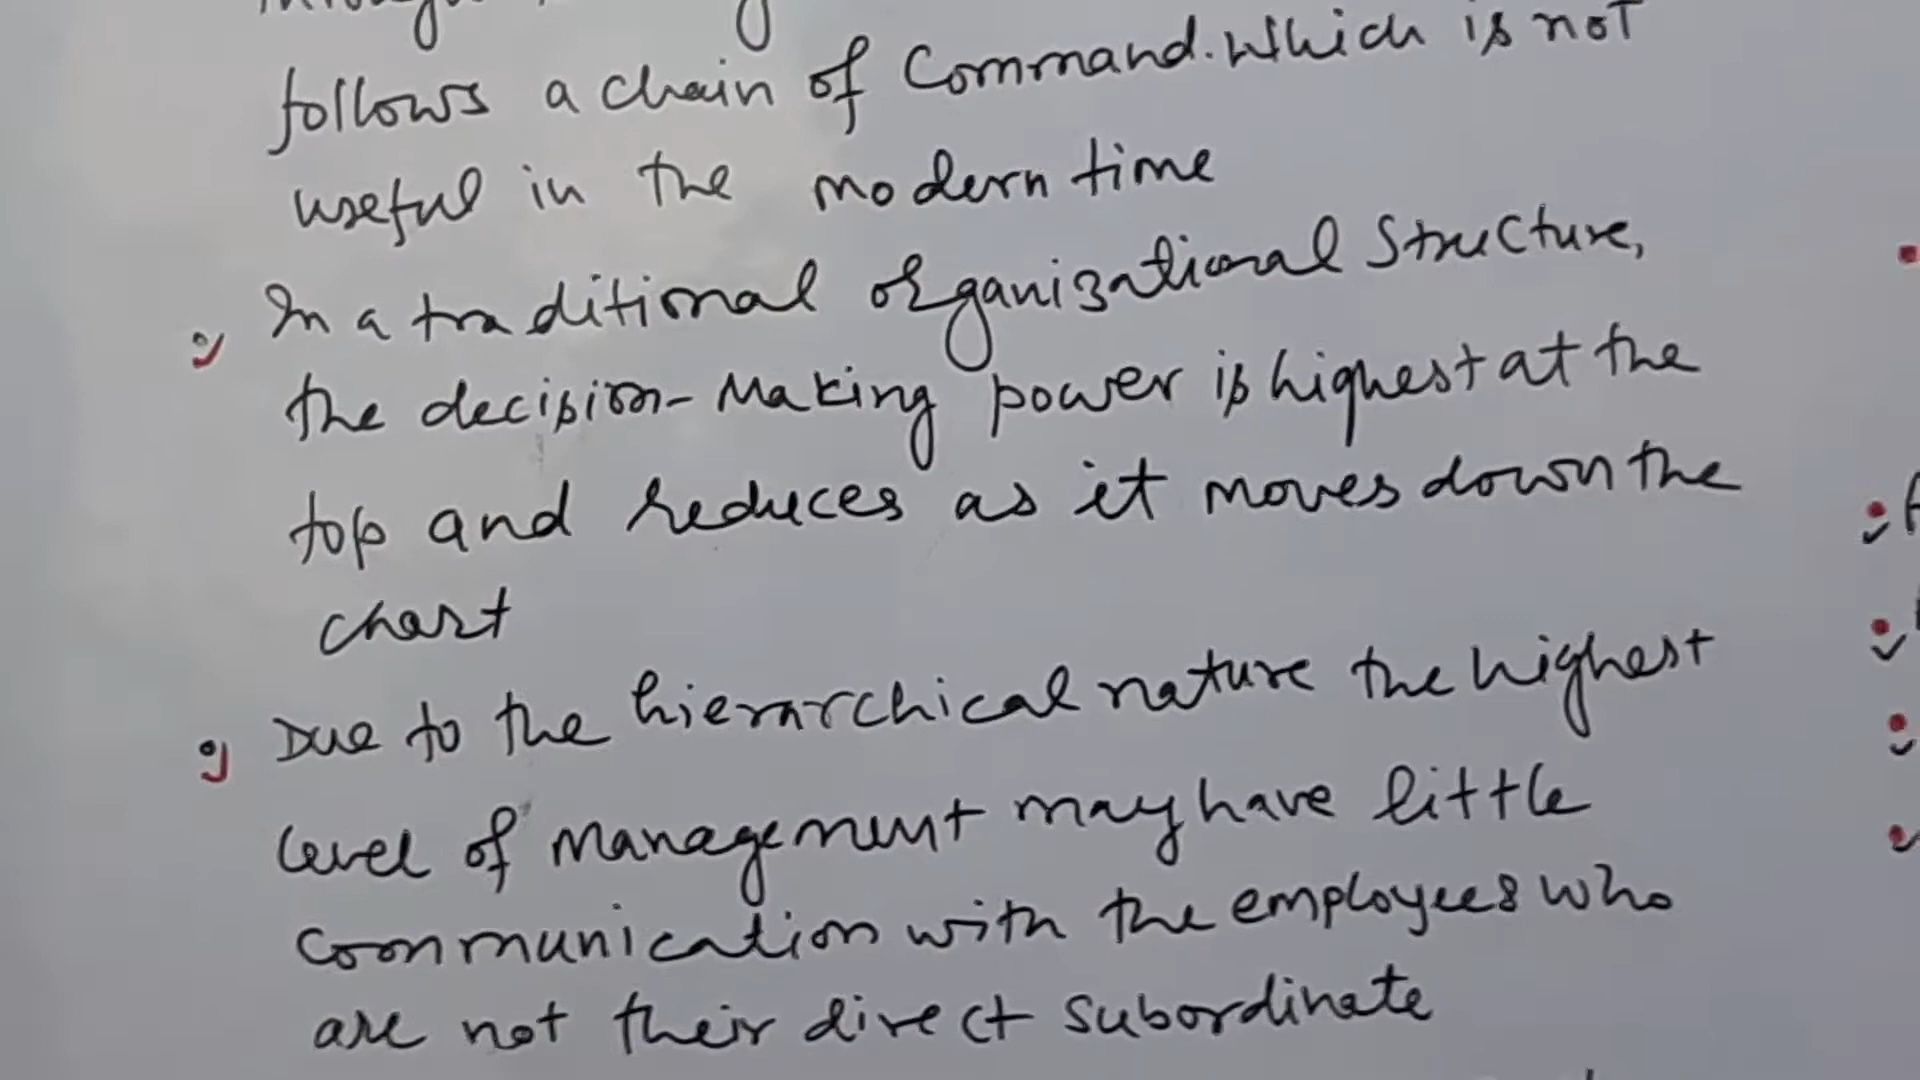 follows a chain of Command. Which is not
useful in the modern time
In a traditional organizational Structure,
the decision-Making power is highest at the
top and reduces as it moves down the
chart
Due to the hierarchical nature the highest
level of Management may have little
communication with the employees who
are not their direct subordinate